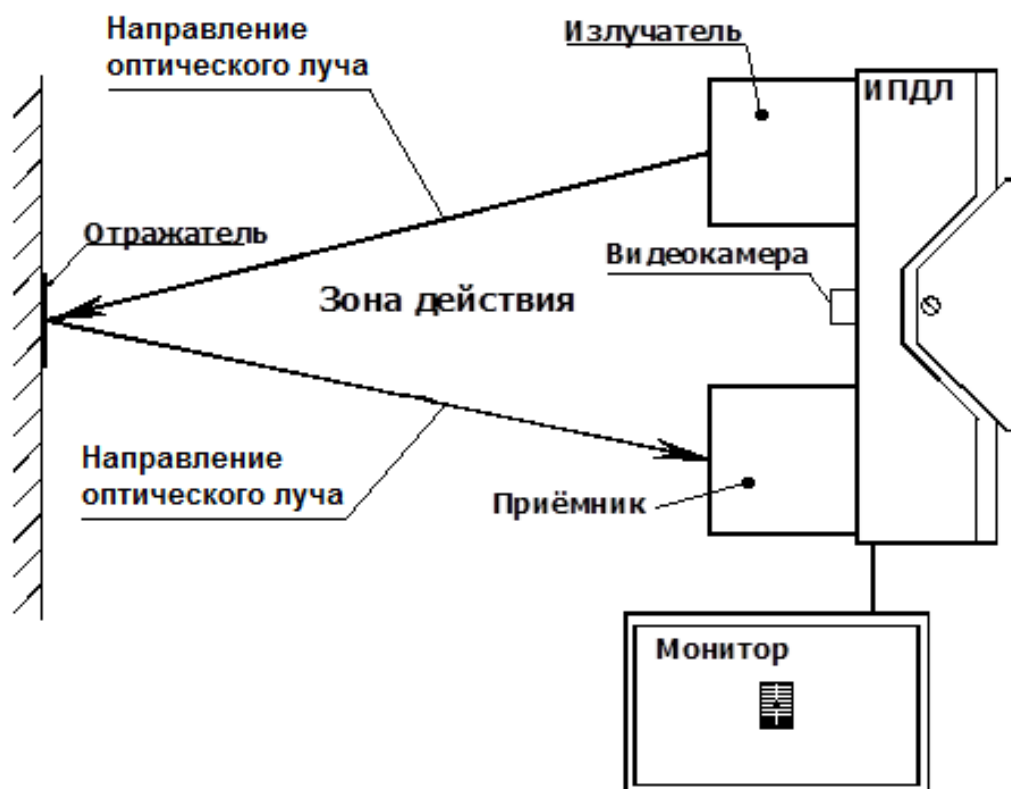 Направление
оптического луча
Излучатель
ИПДЛ
Отражатель
Видеокамера
Зона действия
Направление
оптического луча
Приёмник
Монитор